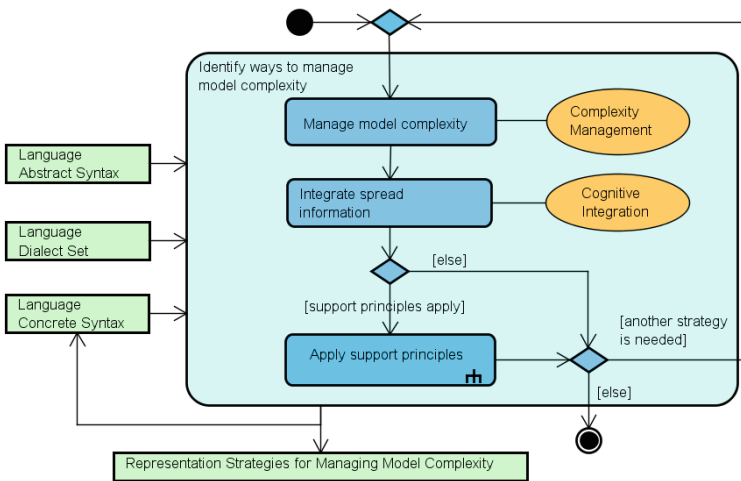 Identify ways to manage
model complexity
Manage model complexity
Complexity
Management
Language
Abstract Syntax
Integrate spread
information
Cognitive
Integration
Language
Dialect Set
[else]
[support principles apply]
Language
Concrete Syntax
[another strategy
is needed]
Apply support principles
[else]
Representation Strategies for Managing Model Complexity